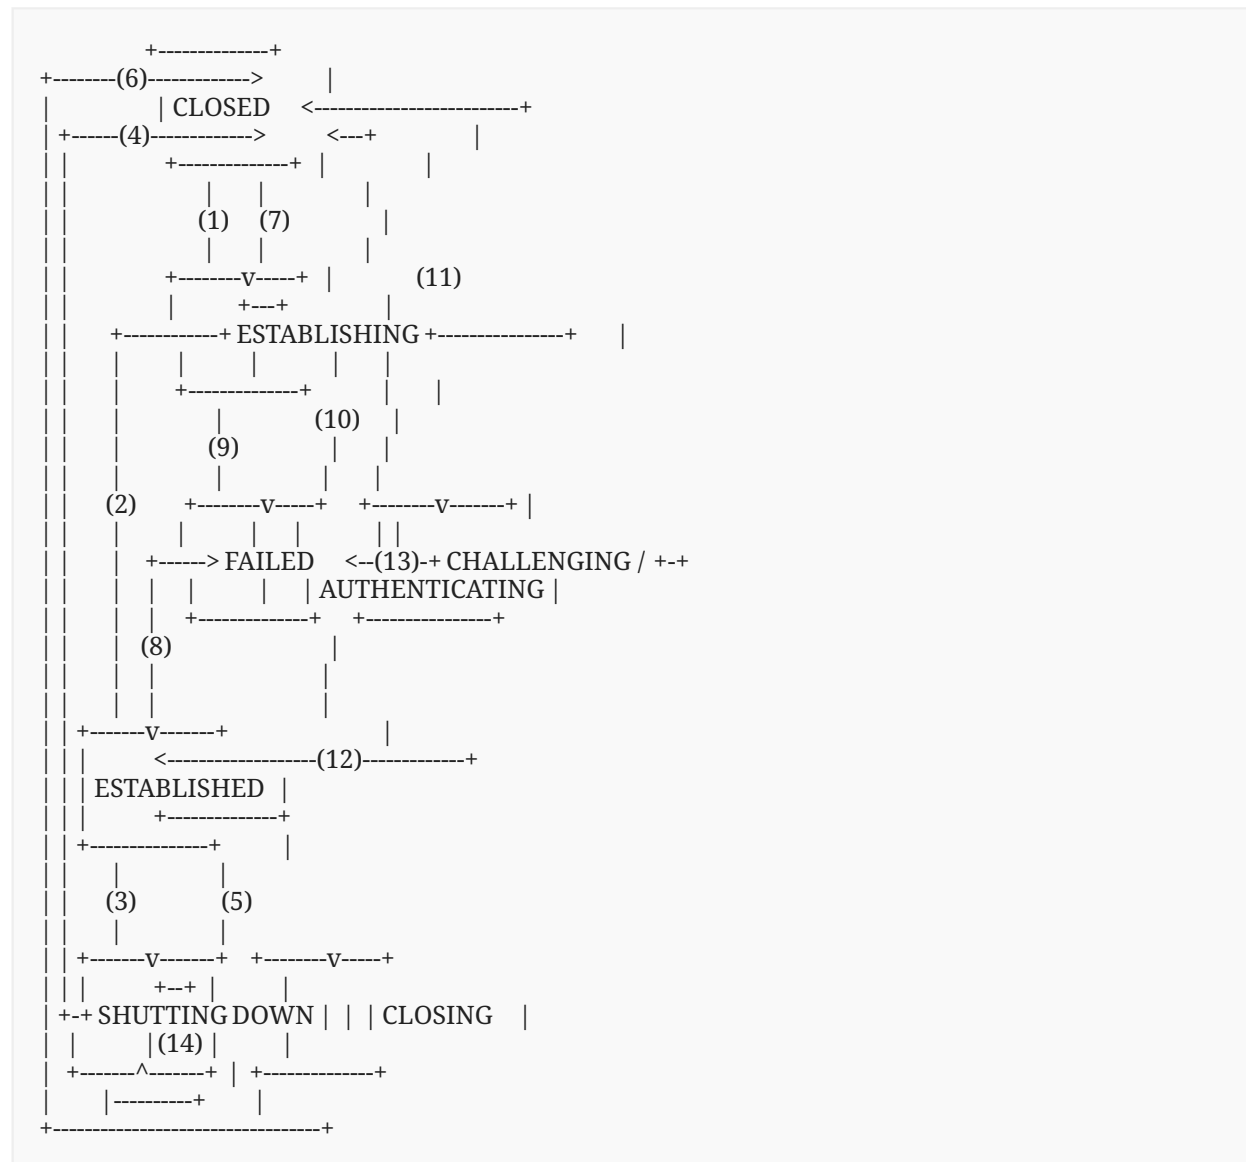 +--------------+
+--------(6)------------->          |
|               | CLOSED     <--------------------------+
| +------(4)------------->         <---+               |
| |               +--------------+   |               |
| |                    |       |               |
| |                   (1)     (7)              |
| |                    |       |               |
| |               +--------v-----+   |            (11)
| |               |          +---+               |
| |       +------------+ ESTABLISHING +----------------+       |
| |       |         |          |            |       |
| |       |         +--------------+            |       |
| |       |              |              (10)     |
| |       |             (9)              |       |
| |       |              |               |       |
| |      (2)        +--------v-----+     +--------v-------+ |
| |       |         |          |      |            | |
| |       |    +------> FAILED     <--(13)-+ CHALLENGING / +-+
| |       |    |     |          |      | AUTHENTICATING |
| |       |    |     +--------------+     +----------------+
| |       |   (8)                        |
| |       |    |                         |
| |       |    |                         |
| | +-------v-------+                        |
| | |          <-------------------(12)-------------+
| | | ESTABLISHED   |
| | |          +--------------+
| | +---------------+          |
| |       |               |
| |      (3)             (5)
| |       |               |
| | +-------v-------+    +--------v-----+
| | |          +--+  |          |
| +-+ SHUTTING DOWN |  |  | CLOSING     |
|   |          |(14)  |          |
|   +-------^-------+  |  +--------------+
|         |----------+         |
+----------------------------------+